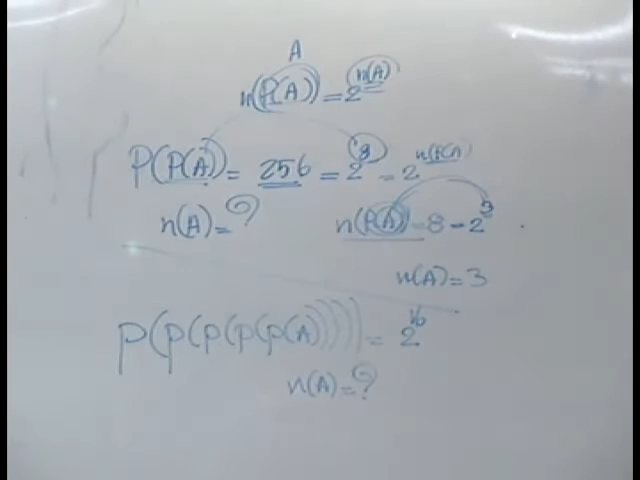 A
n(P(A)) = 2^n(A)
P(P(A)) = 256 = 2^8 = 2^n(P(A)
n(A) = ?
n(P(A)) = 8 = 2^3
n(A) = 3
P(P(P(P(P(A))))) = 2^16
n(A) = ?